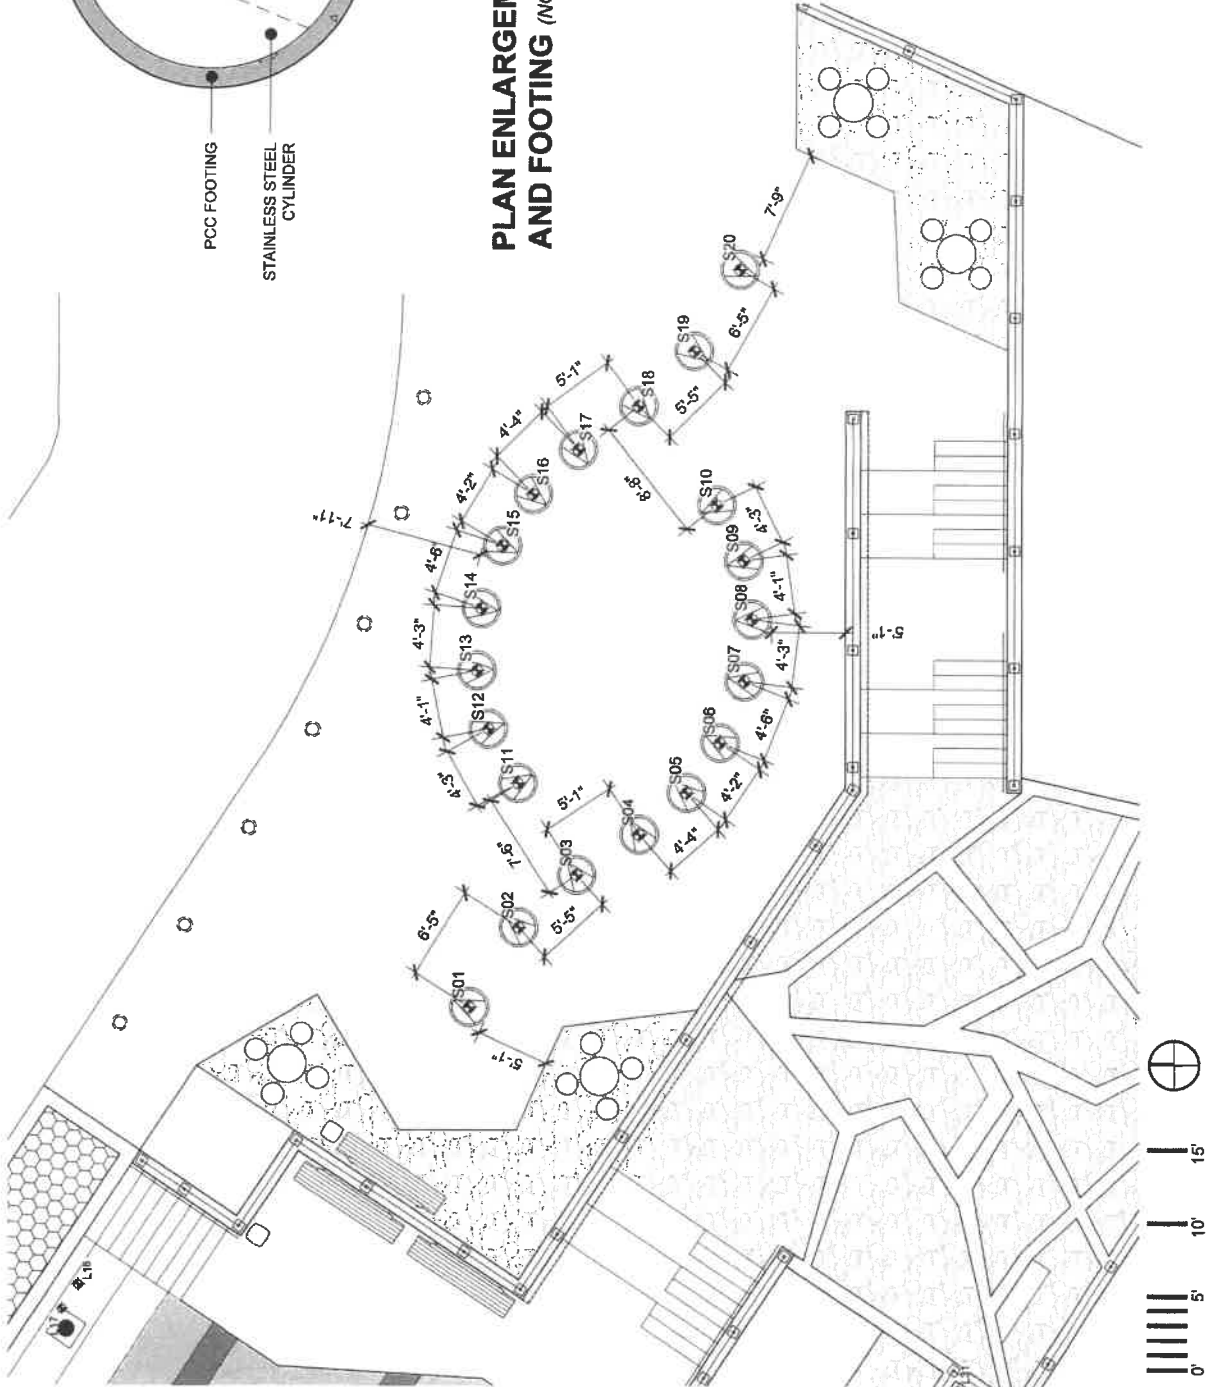 PCC FOOTING
STAINLESS STEEL
CYLINDER
PLAN ENLARGEM
AND FOOTING (NO
S01
S02
S03
S04
S05
S06
S07
S08
S09
S10
S11
S12
S13
S14
S15
S16
S17
S18
S19
S20
5'-1"
6'-5"
5'-5"
7'-6"
5'-1"
4'-4"
4'-2"
4'-6"
4'-3"
4'-1"
4'-3"
8'-8"
4'-3"
4'-1"
4'-3"
4'-6"
4'-2"
4'-4"
5'-1"
5'-5"
6'-5"
7'-9"
7'-11"
5'-1"
L18
0'
5'
10'
15'